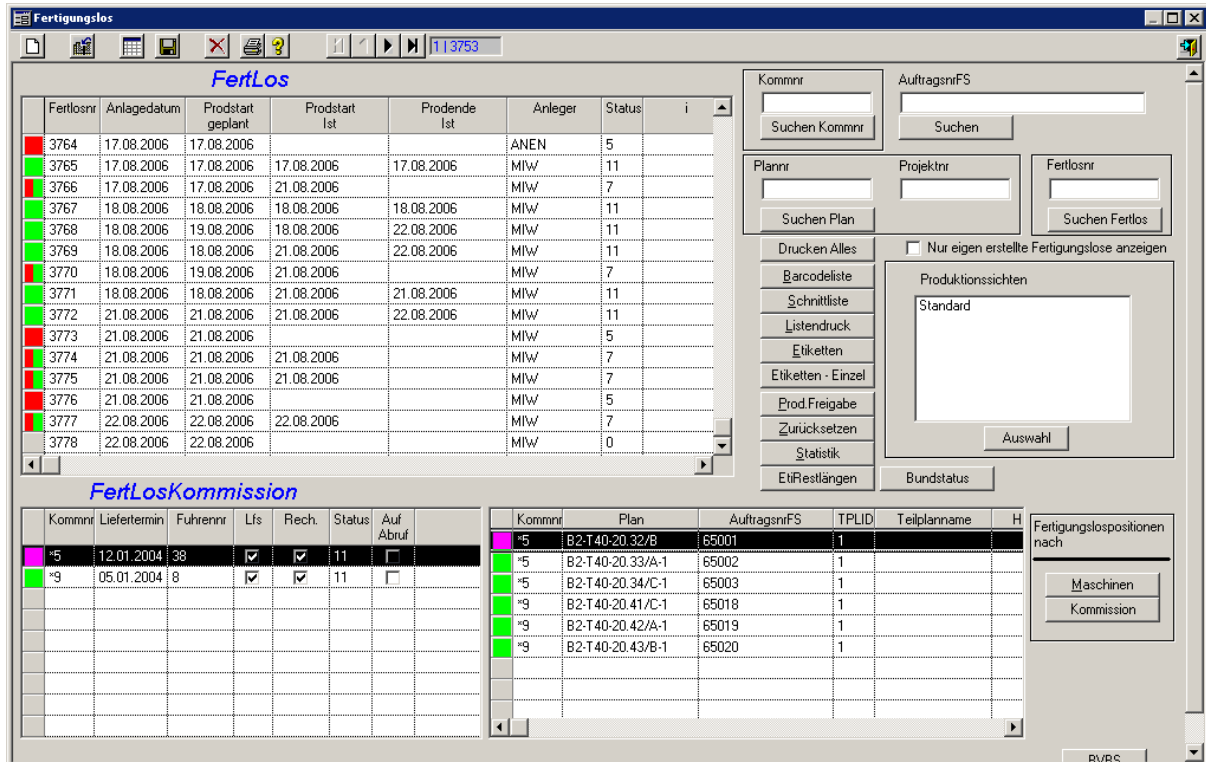 Fertigungslos
1 | 3753
FertLos
Fertlosnr Anlagedatum Prodstart geplant Prodstart Ist Prodende Ist Anleger Status i
3764 17.08.2006 17.08.2006 ANEN 5
3765 17.08.2006 17.08.2006 17.08.2006 17.08.2006 MIW 11
3766 17.08.2006 17.08.2006 21.08.2006 MIW 7
3767 18.08.2006 18.08.2006 18.08.2006 18.08.2006 MIW 11
3768 18.08.2006 19.08.2006 18.08.2006 22.08.2006 MIW 11
3769 18.08.2006 18.08.2006 21.08.2006 22.08.2006 MIW 11
3770 18.08.2006 19.08.2006 21.08.2006 MIW 7
3771 18.08.2006 18.08.2006 21.08.2006 21.08.2006 MIW 11
3772 21.08.2006 21.08.2006 21.08.2006 22.08.2006 MIW 11
3773 21.08.2006 21.08.2006 MIW 5
3774 21.08.2006 21.08.2006 21.08.2006 MIW 7
3775 21.08.2006 21.08.2006 21.08.2006 MIW 7
3776 21.08.2006 21.08.2006 MIW 5
3777 22.08.2006 22.08.2006 22.08.2006 MIW 7
3778 22.08.2006 22.08.2006 MIW 0
Kommnr AuftragsnrFS
Suchen Kommnr Suchen
Plannr Projektnr Fertlosnr
Suchen Plan Suchen Fertlos
Drucken Alles
Barcodeliste
Schnittliste
Listendruck
Etiketten
Etiketten - Einzel
Prod.Freigabe
Zurücksetzen
Statistik
EtiRestlängen
Nur eigen erstellte Fertigungslose anzeigen
Produktionssichten
Standard
Auswahl
Bundstatus
FertLosKommission
Kommnr Liefertermin Fuhrennr Lfs Rech. Status Auf Abruf
*5 12.01.2004 38 11
*9 05.01.2004 8 11
Kommnr Plan AuftragsnrFS TPLID Teilplanname H
*5 B2-T40-20.32/B 65001 1
*5 B2-T40-20.33/A-1 65002 1
*5 B2-T40-20.34/C-1 65003 1
*9 B2-T40-20.41/C-1 65018 1
*9 B2-T40-20.42/A-1 65019 1
*9 B2-T40-20.43/B-1 65020 1
Fertigungslospositionen
nach
Maschinen
Kommission
BVBS